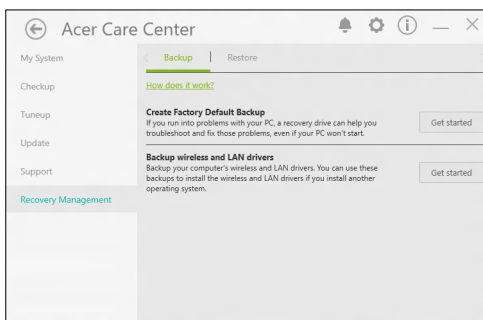 Acer Care Center
My System
Checkup
Tuneup
Update
Support
Recovery Management
Backup
Restore
How does it work?
Create Factory Default Backup
If you run into problems with your PC, a recovery drive can help you
troubleshoot and fix those problems, even if your PC won't start.
Get started
Backup wireless and LAN drivers
Backup your computer's wireless and LAN drivers. You can use these
backups to install the wireless and LAN drivers if you install another
operating system.
Get started